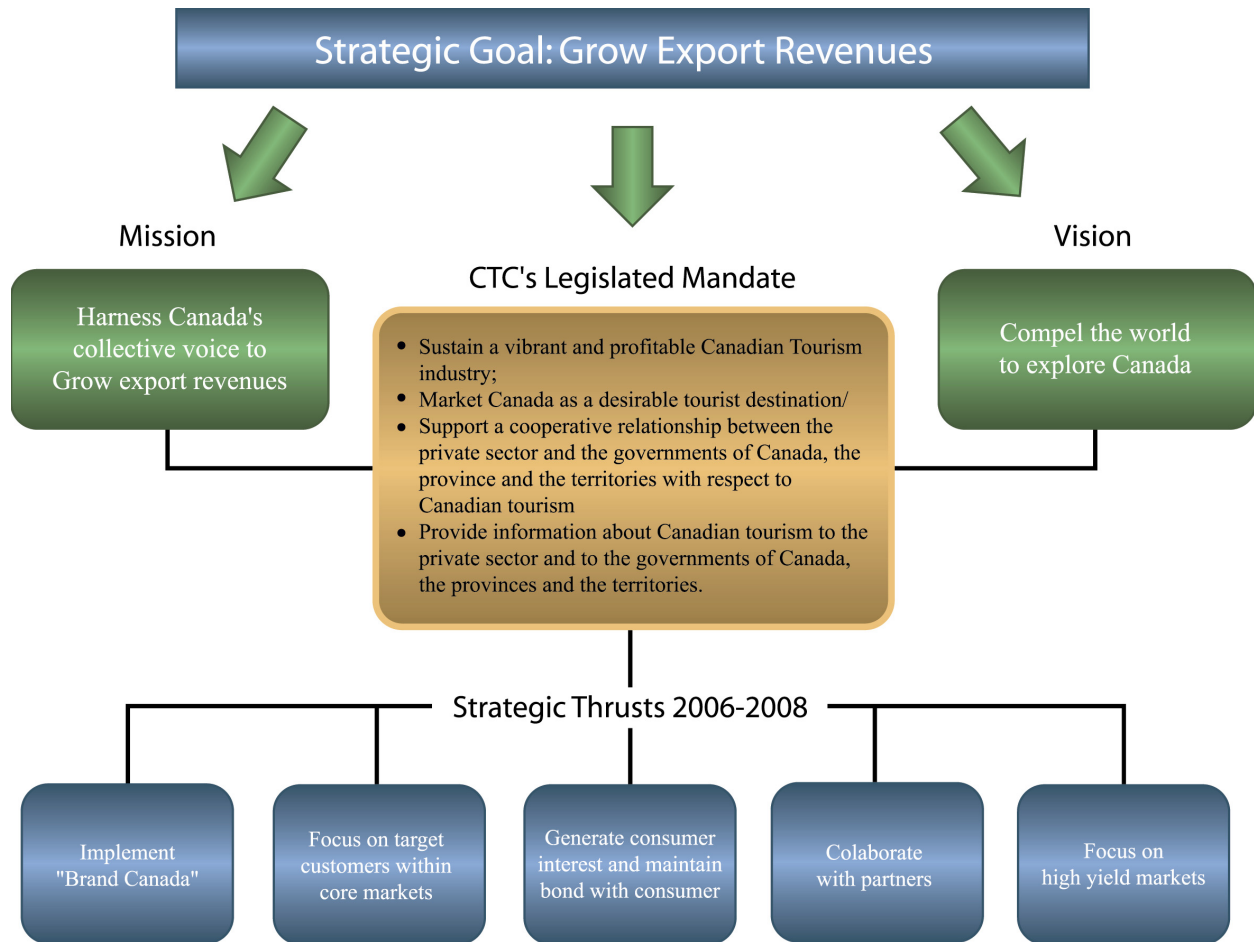 Strategic Goal: Grow Export Revenues
Mission
Harness Canada's
collective voice to
Grow export revenues
CTC's Legislated Mandate
• Sustain a vibrant and profitable Canadian Tourism
industry;
• Market Canada as a desirable tourist destination/
• Support a cooperative relationship between the
private sector and the governments of Canada, the
province and the territories with respect to
Canadian tourism
• Provide information about Canadian tourism to the
private sector and to the governments of Canada,
the provinces and the territories.
Vision
Compel the world
to explore Canada
Strategic Thrusts 2006-2008
Implement
"Brand Canada"
Focus on target
customers within
core markets
Generate consumer
interest and maintain
bond with consumer
Colaborate
with partners
Focus on
high yield markets